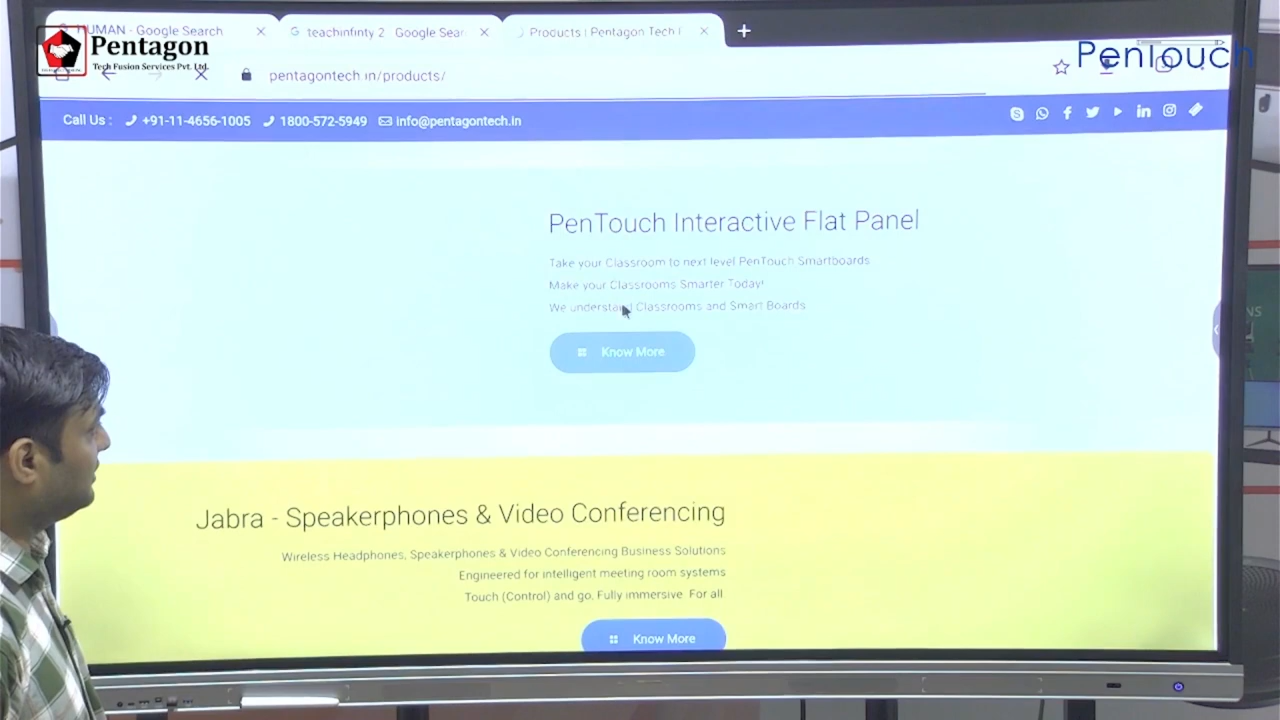 HUMAN - Google Search
teachinfinty 2 Google Sear
Products | Pentagon Tech
Pentagon
Tech Fusion Services Pvt. Ltd.
pentagontech.in/products/
PenTouch
Call Us : +91-11-4656-1005 1800-572-5949 info@pentagontech.in
PenTouch Interactive Flat Panel
Take your Classroom to next level PenTouch Smartboards
Make your Classrooms Smarter Today!
We understand Classrooms and Smart Boards
Know More
Jabra - Speakerphones & Video Conferencing
Wireless Headphones, Speakerphones & Video Conferencing Business Solutions
Engineered for intelligent meeting room systems
Touch (Control) and go. Fully immersive For all
Know More